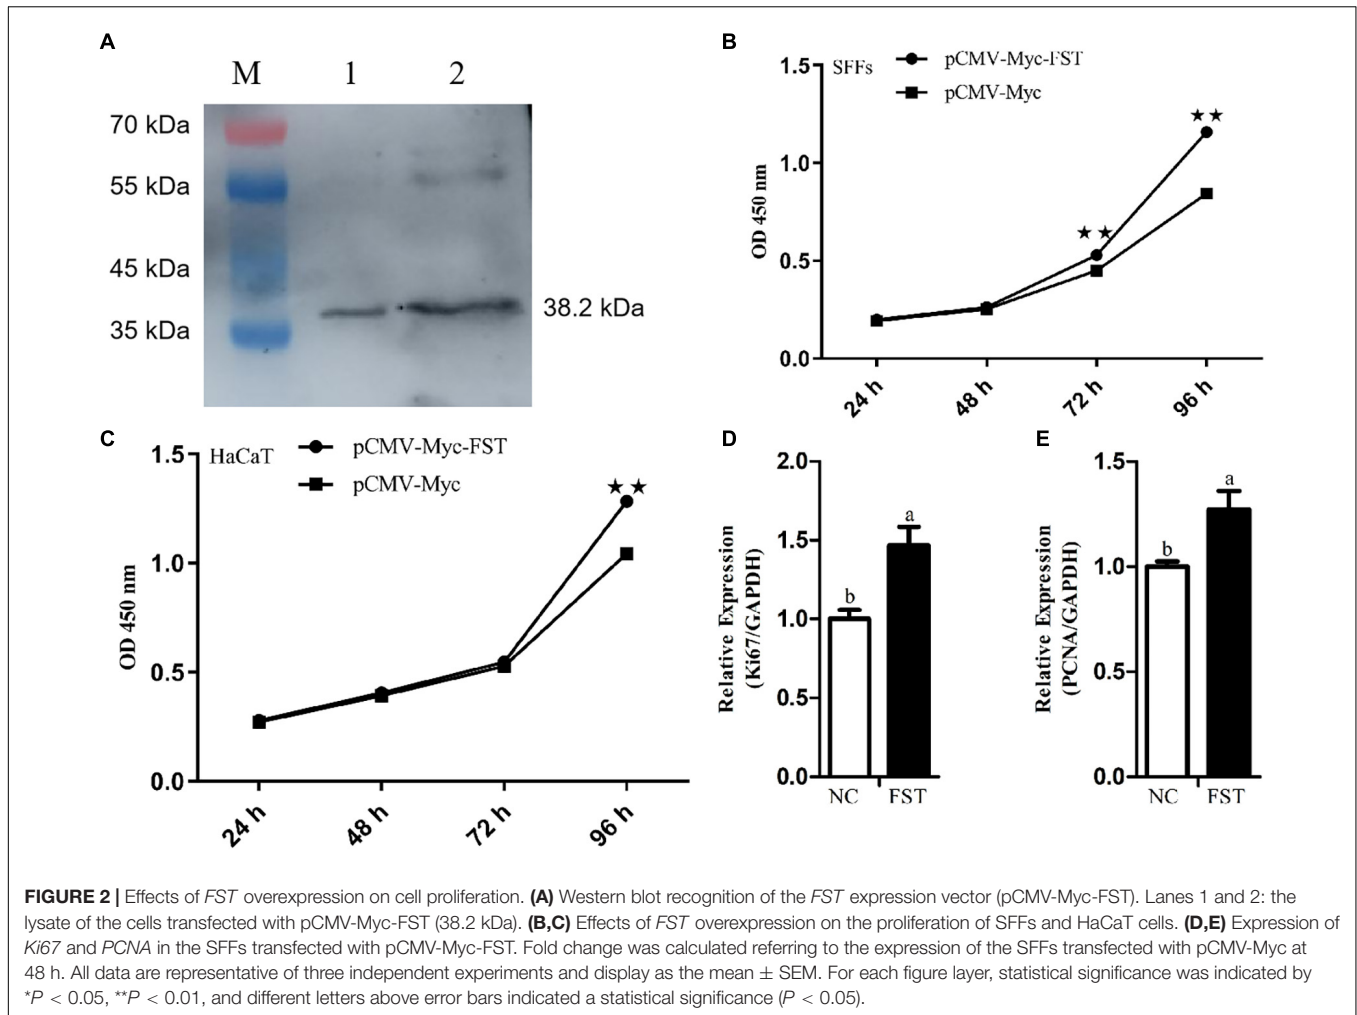 A
M 1 2
70 kDa
55 kDa
45 kDa
35 kDa
38.2 kDa
B
SFFs
pCMV-Myc-FST
pCMV-Myc
★★
★★
OD 450 nm
1.5
1.0
0.5
0.0
24 h
48 h
72 h
96 h
C
HaCaT
pCMV-Myc-FST
pCMV-Myc
★★
OD 450 nm
1.5
1.0
0.5
0.0
24 h
48 h
72 h
96 h
D
Relative Expression
(Ki67/GAPDH)
2.0
1.5
1.0
0.5
0.0
b
a
NC FST
E
Relative Expression
(PCNA/GAPDH)
1.5
1.0
0.5
0.0
b
a
NC FST
FIGURE 2 | Effects of FST overexpression on cell proliferation. (A) Western blot recognition of the FST expression vector (pCMV-Myc-FST). Lanes 1 and 2: the
lysate of the cells transfected with pCMV-Myc-FST (38.2 kDa). (B,C) Effects of FST overexpression on the proliferation of SFFs and HaCaT cells. (D,E) Expression of
Ki67 and PCNA in the SFFs transfected with pCMV-Myc-FST. Fold change was calculated referring to the expression of the SFFs transfected with pCMV-Myc at
48 h. All data are representative of three independent experiments and display as the mean ± SEM. For each figure layer, statistical significance was indicated by
*P < 0.05, **P < 0.01, and different letters above error bars indicated a statistical significance (P < 0.05).